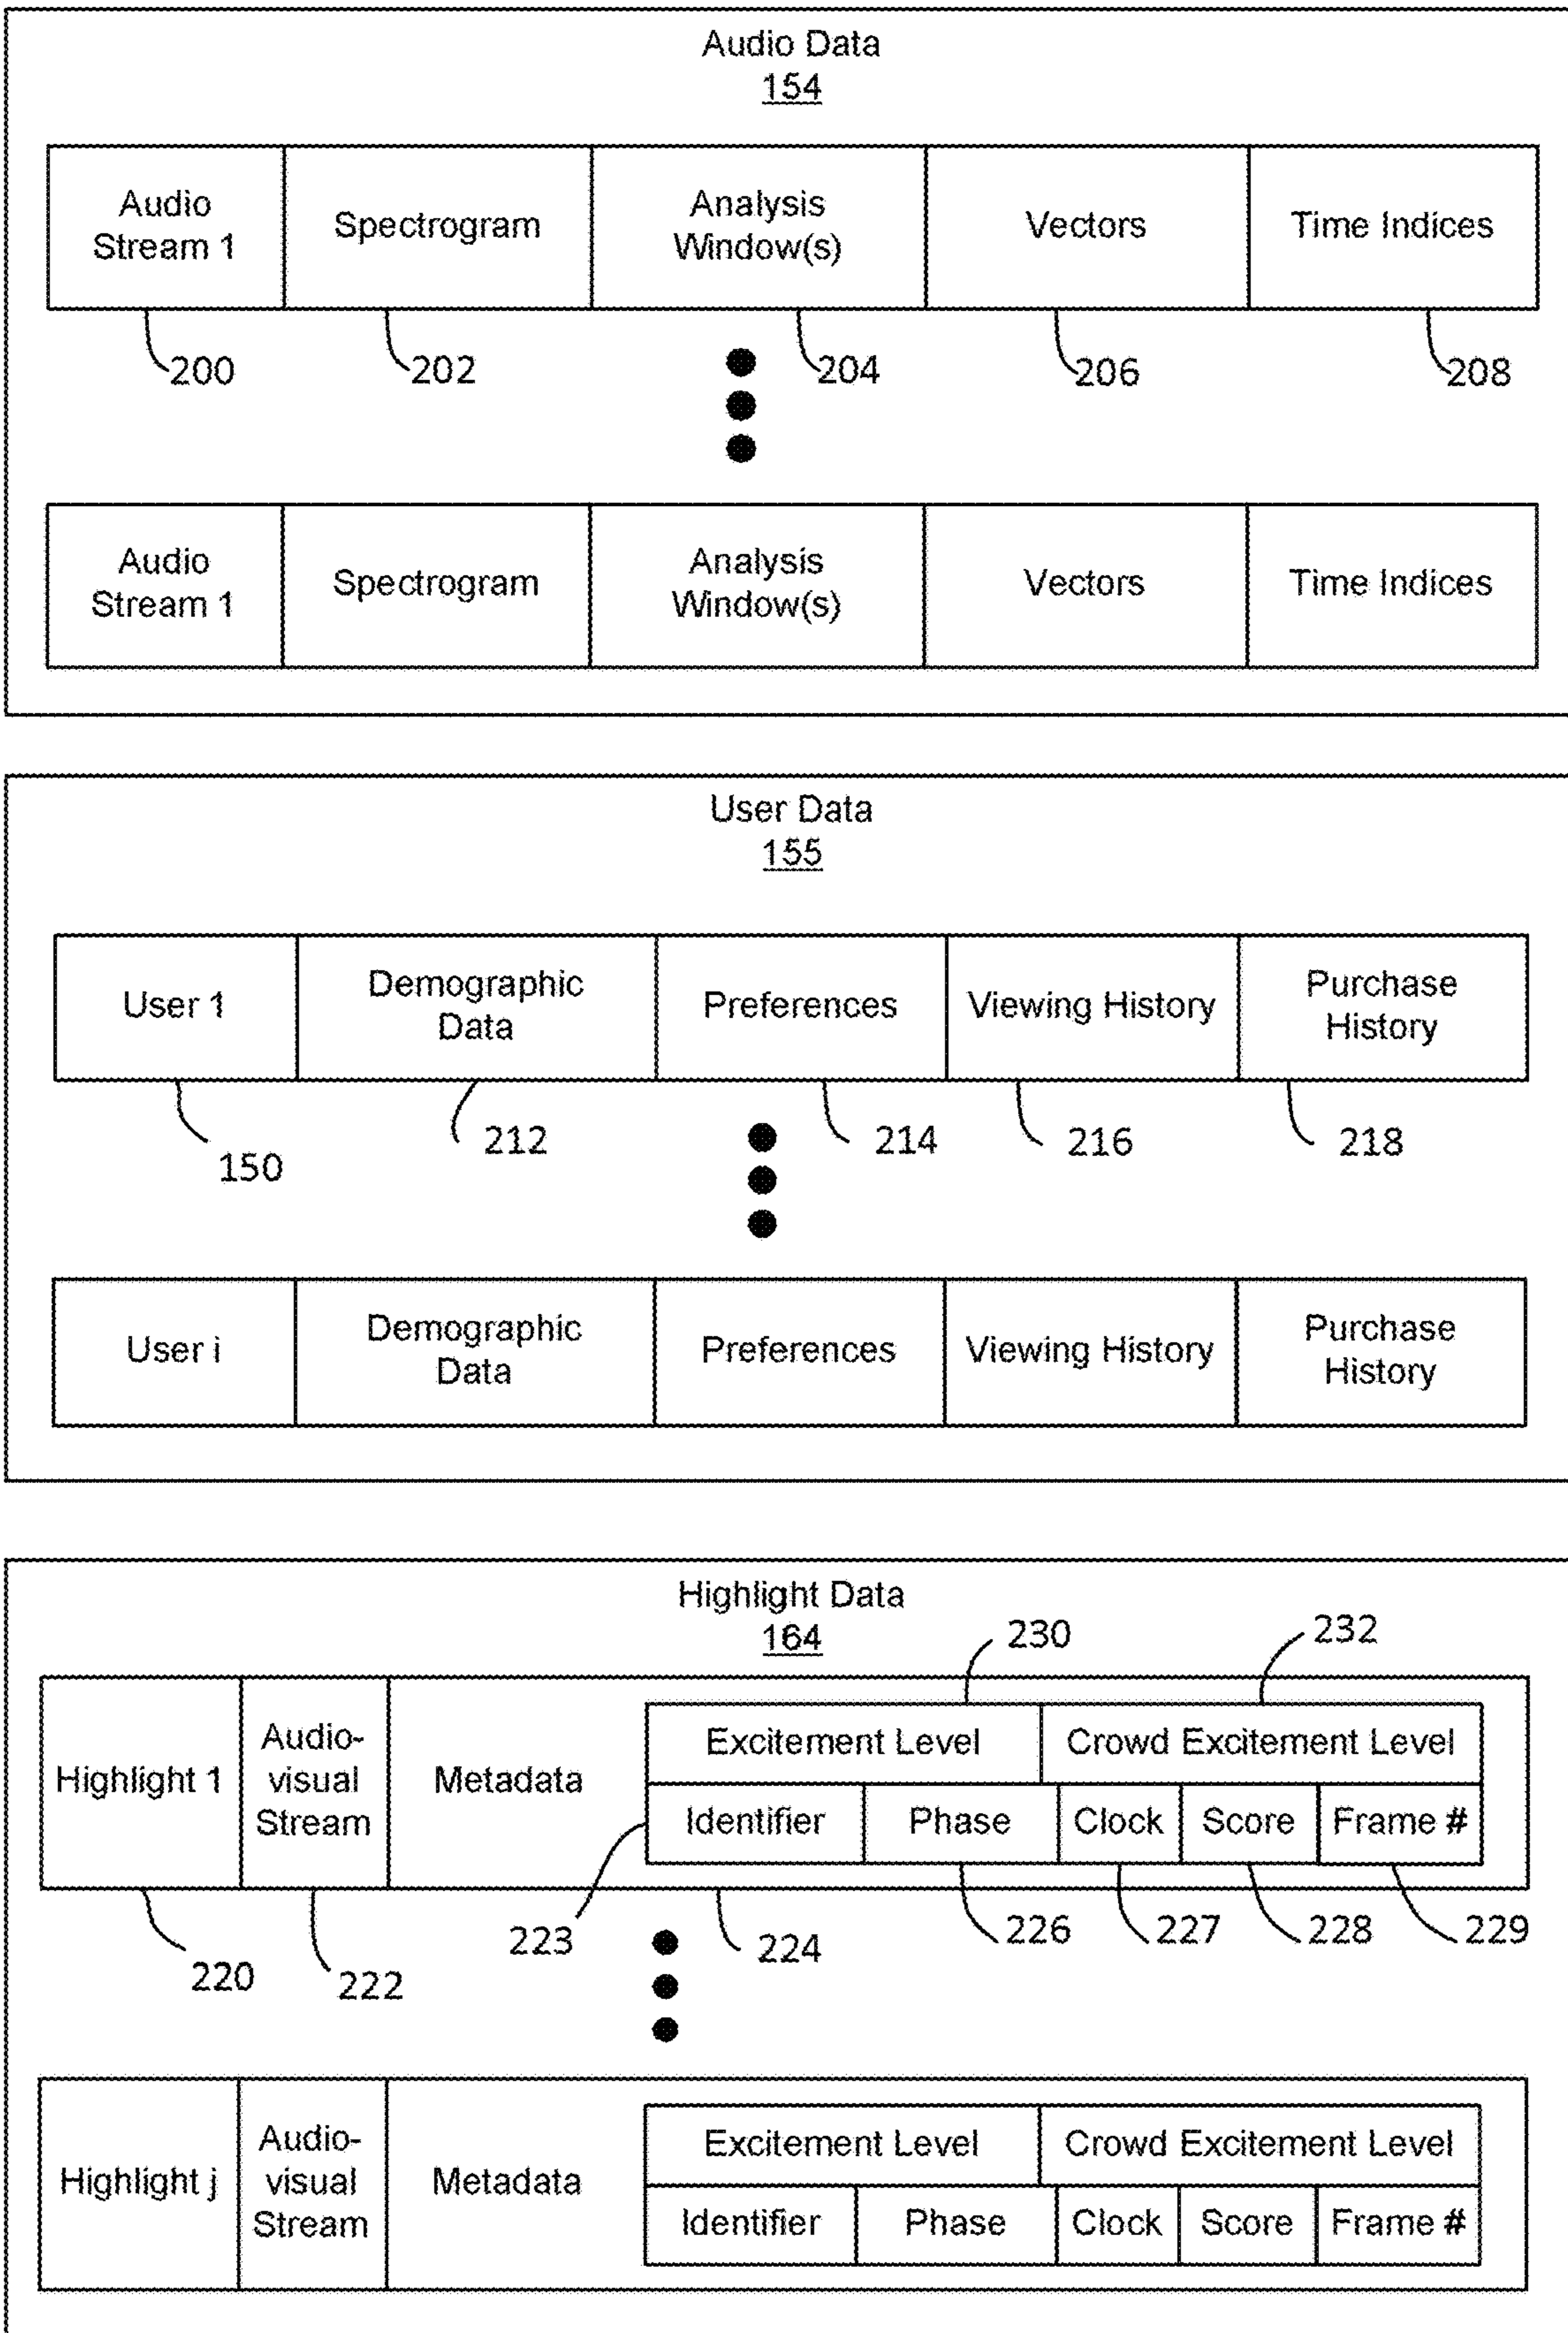 Audio Data
154
Audio
Stream 1
Spectrogram
Analysis
Window(s)
Vectors
Time Indices
200
202
204
206
208
Audio
Stream 1
Spectrogram
Analysis
Window(s)
Vectors
Time Indices
User Data
155
User 1
Demographic
Data
Preferences
Viewing History
Purchase
History
150
212
214
216
218
User i
Demographic
Data
Preferences
Viewing History
Purchase
History
Highlight Data
164
230
232
Highlight 1
Audio-
visual
Stream
Metadata
Excitement Level
Crowd Excitement Level
Identifier
Phase
Clock
Score
Frame #
220
222
223
224
226
227
228
229
Highlight j
Audio-
visual
Stream
Metadata
Excitement Level
Crowd Excitement Level
Identifier
Phase
Clock
Score
Frame #